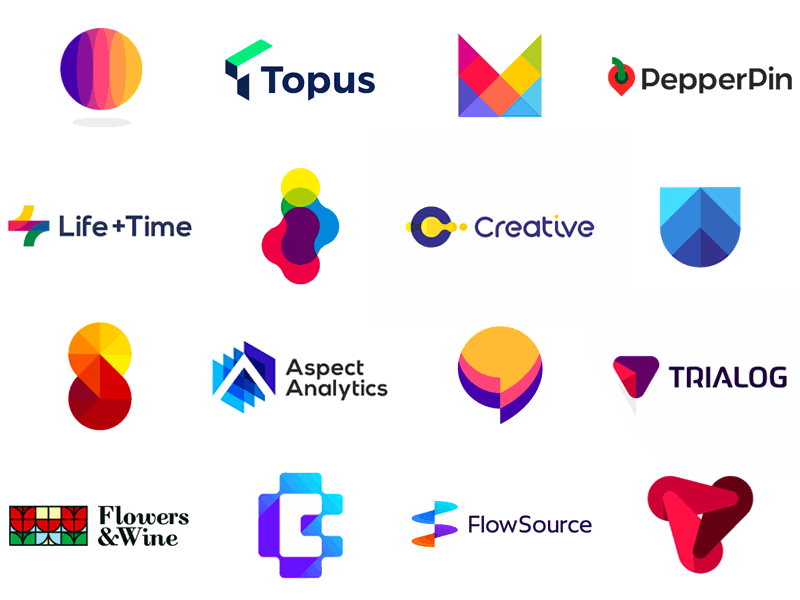 Topus
PepperPin
Life+Time
Creative
Aspect
Analytics
TRIALOG
Flowers
&Wine
FlowSource